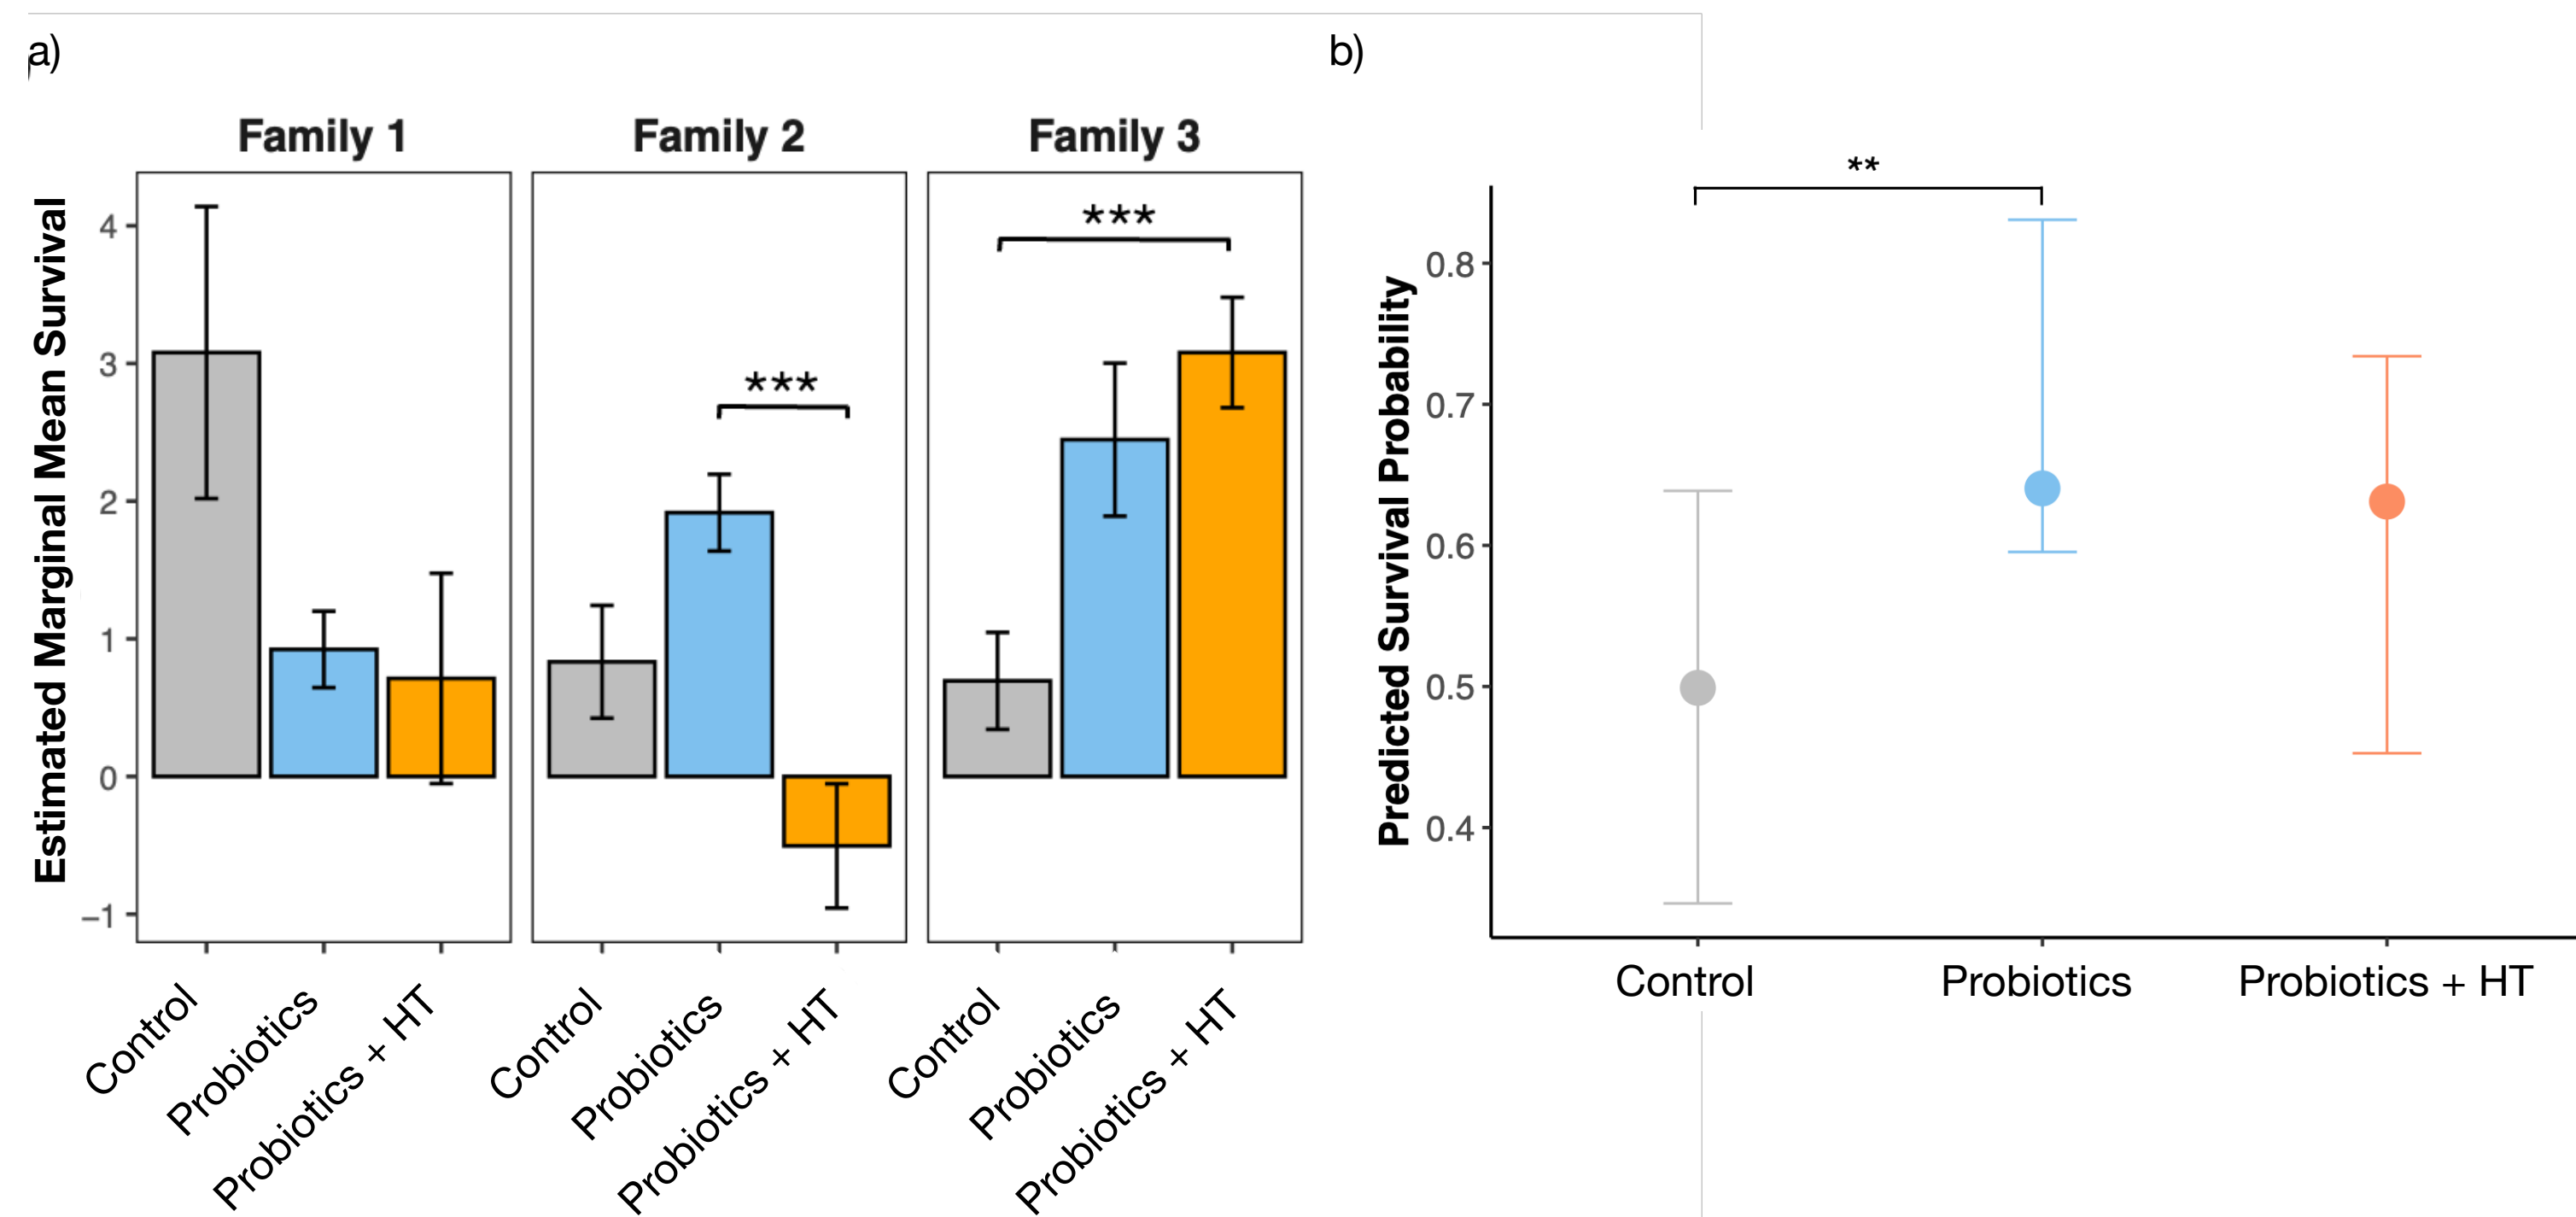 a)
b)
Family 1
Family 2
Family 3
Estimated Marginal Mean Survival
4
3
2
1
0
−1
***
***
Control
Probiotics
Probiotics + HT
Control
Probiotics
Probiotics + HT
Control
Probiotics
Probiotics + HT
**
Predicted Survival Probability
0.8
0.7
0.6
0.5
0.4
Control
Probiotics
Probiotics + HT